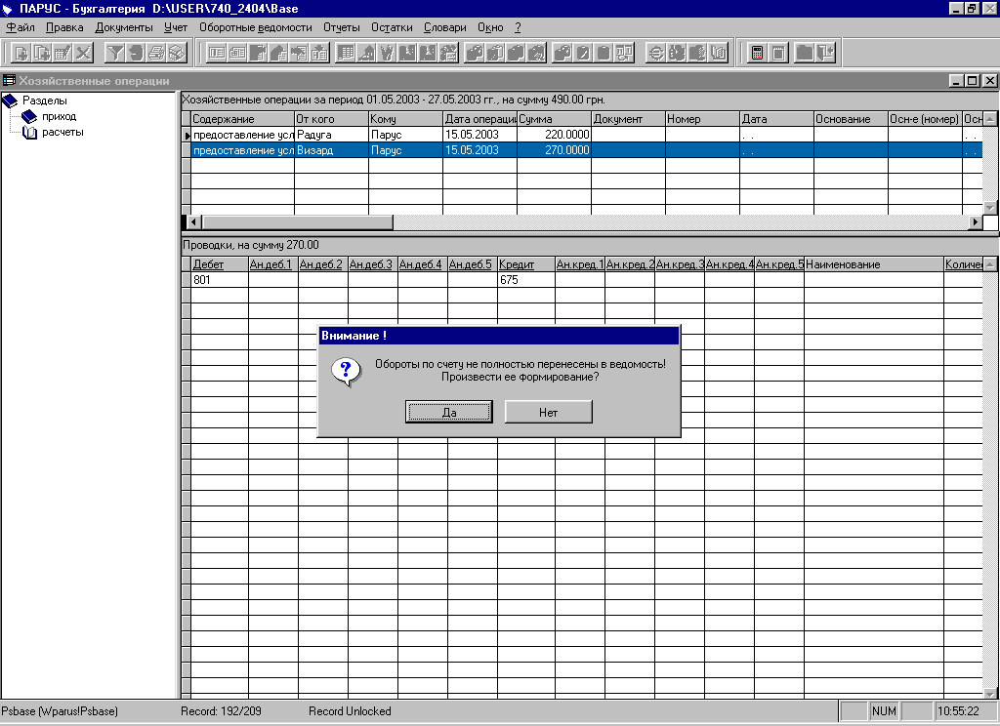 ПАРУС - Бухгалтерия D:\USER\740_2404\Base
Файл Правка Документы Учет Оборотные ведомости Отчеты Остатки Словари Окно ?
Хозяйственные операции
Разделы
приход
расчеты
Хозяйственные операции за период 01.05.2003 - 27.05.2003 гг., на сумму 490.00 грн.
Содержание От кого Кому Дата операции Сумма Документ Номер Дата Основание Осн-е (номер) Осн
предоставление усл Радуга Парус 15.05.2003 220.0000 . . . .
предоставление усл Визард Парус 15.05.2003 270.0000 . . . .
Проводки, на сумму 270.00
Дебет Ан.деб.1 Ан.деб.2 Ан.деб.3 Ан.деб.4 Ан.деб.5 Кредит Ан.кред.1 Ан.кред.2 Ан.кред.3 Ан.кред.4 Ан.кред.5 Наименование Количес
801 675
Внимание !
Обороты по счету не полностью перенесены в ведомость!
Произвести ее формирование?
Да Нет
Psbase (Wparus!Psbase) Record: 192/209 Record Unlocked NUM 10:55:22